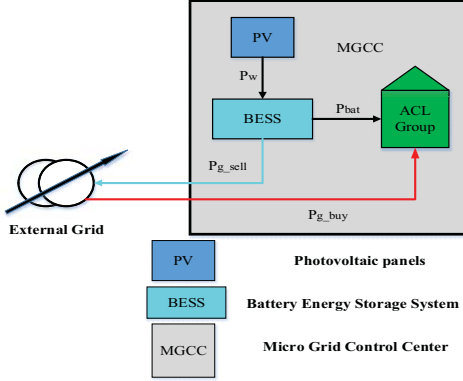 PV
MGCC
Pw
Pbat
BESS
ACL
Group
Pg_sell
Pg_buy
External Grid
PV
Photovoltaic panels
BESS
Battery Energy Storage System
MGCC
Micro Grid Control Center